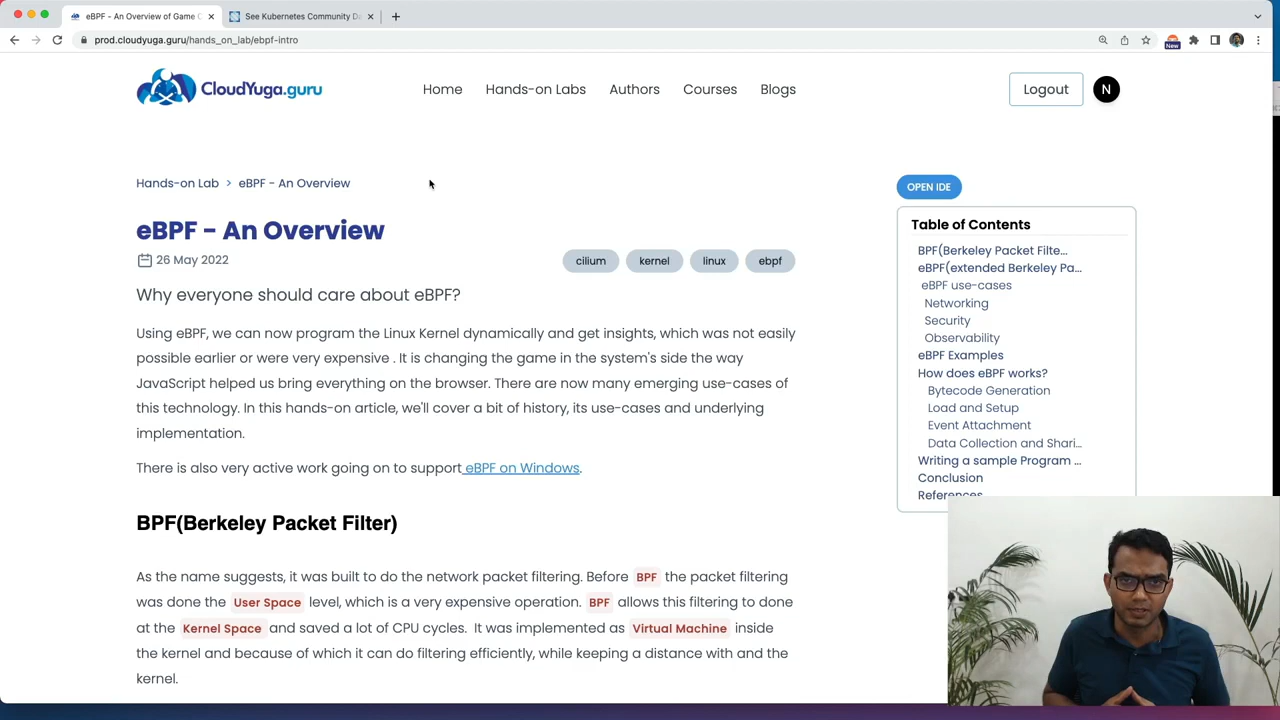 eBPF - An Overview of Game C
See Kubernetes Community Da
prod.cloudyuga.guru/hands_on_lab/ebpf-intro
New
CloudYuga.guru
Home
Hands-on Labs
Authors
Courses
Blogs
Logout
N
Hands-on Lab > eBPF - An Overview
OPEN IDE
eBPF - An Overview
26 May 2022
cilium
kernel
linux
ebpf
Why everyone should care about eBPF?
Using eBPF, we can now program the Linux Kernel dynamically and get insights, which was not easily
possible earlier or were very expensive . It is changing the game in the system's side the way
JavaScript helped us bring everything on the browser. There are now many emerging use-cases of
this technology. In this hands-on article, we'll cover a bit of history, its use-cases and underlying
implementation.
There is also very active work going on to support eBPF on Windows.
BPF(Berkeley Packet Filter)
As the name suggests, it was built to do the network packet filtering. Before BPF the packet filtering
was done the User Space level, which is a very expensive operation. BPF allows this filtering to done
at the Kernel Space and saved a lot of CPU cycles. It was implemented as Virtual Machine inside
the kernel and because of which it can do filtering efficiently, while keeping a distance with and the
kernel.
Table of Contents
BPF(Berkeley Packet Filte...
eBPF(extended Berkeley Pa...
eBPF use-cases
Networking
Security
Observability
eBPF Examples
How does eBPF works?
Bytecode Generation
Load and Setup
Event Attachment
Data Collection and Shari...
Writing a sample Program ...
Conclusion
References